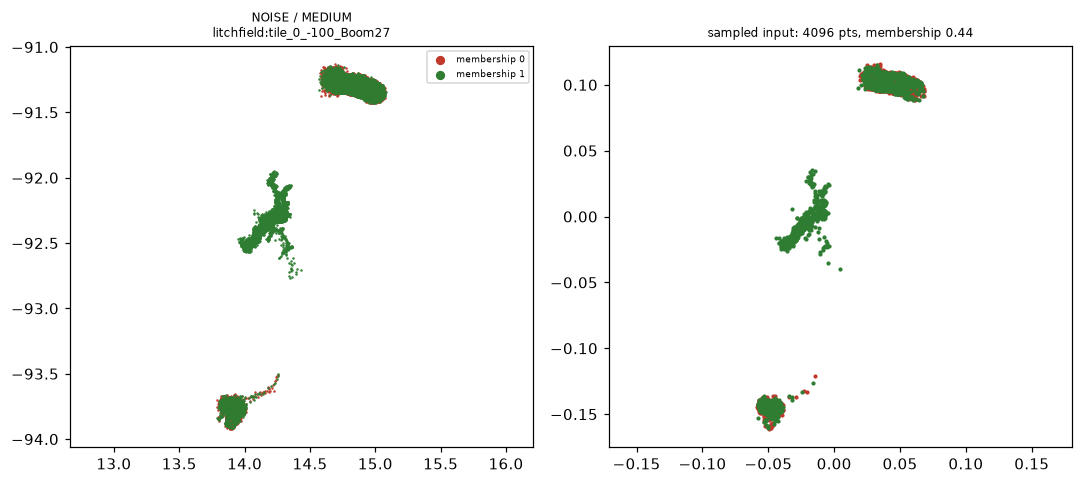 NOISE / MEDIUM
litchfield:tile_0_-100_Boom27
−91.0
−91.5
−92.0
−92.5
−93.0
−93.5
−94.0
13.0 13.5 14.0 14.5 15.0 15.5 16.0
membership 0
membership 1
sampled input: 4096 pts, membership 0.44
0.10
0.05
0.00
−0.05
−0.10
−0.15
−0.15 −0.10 −0.05 0.00 0.05 0.10 0.15